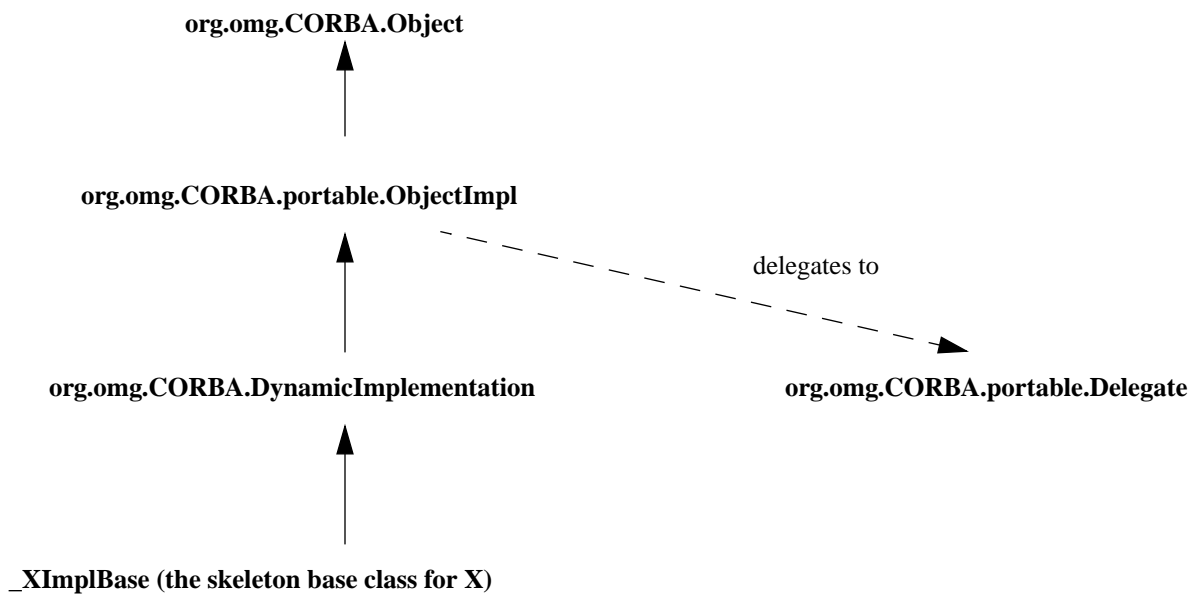 org.omg.CORBA.Object
org.omg.CORBA.portable.ObjectImpl
delegates to
org.omg.CORBA.DynamicImplementation
org.omg.CORBA.portable.Delegate
_XImplBase (the skeleton base class for X)